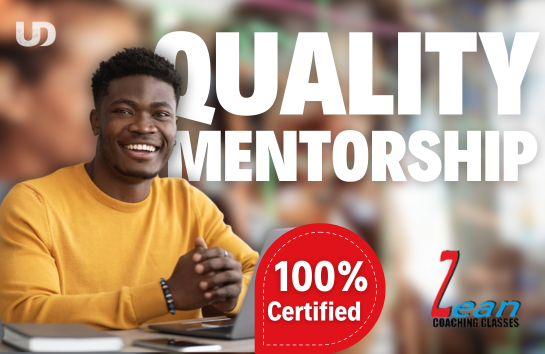 UD
QUALITY
MENTORSHIP
100%
Certified
Zean
COACHING CLASSES